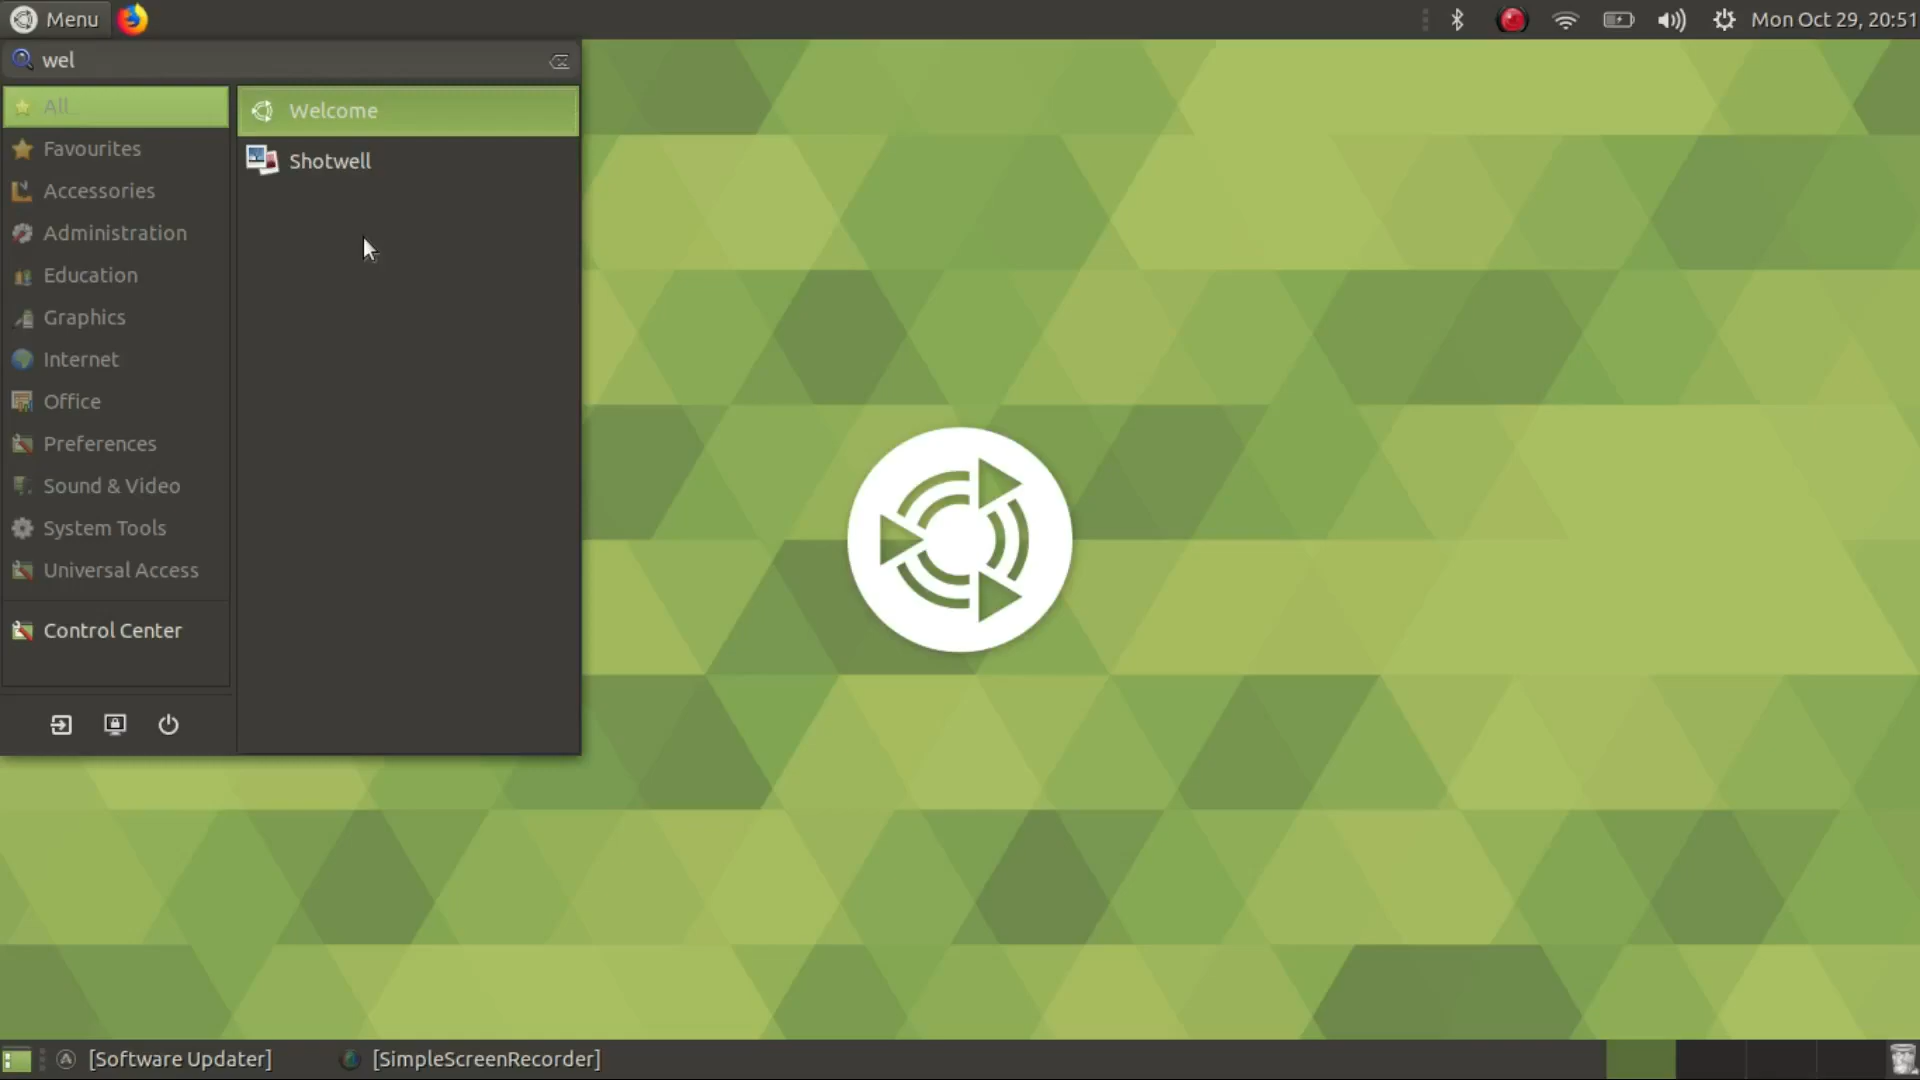 Menu
Mon Oct 29, 20:51
wel
All
Favourites
Accessories
Administration
Education
Graphics
Internet
Office
Preferences
Sound & Video
System Tools
Universal Access
Control Center
Welcome
Shotwell
[Software Updater]
[SimpleScreenRecorder]